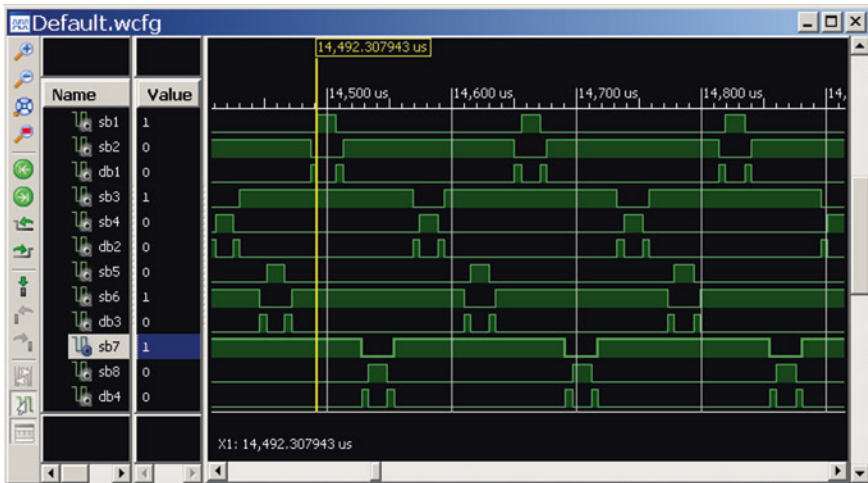 Default.wcfg
14,492.307943 us
Name Value
14,500 us 14,600 us 14,700 us 14,800 us 14,
sb1 1
sb2 0
db1 0
sb3 1
sb4 0
db2 0
sb5 0
sb6 1
db3 0
sb7 1
sb8 0
db4 0
X1: 14,492.307943 us